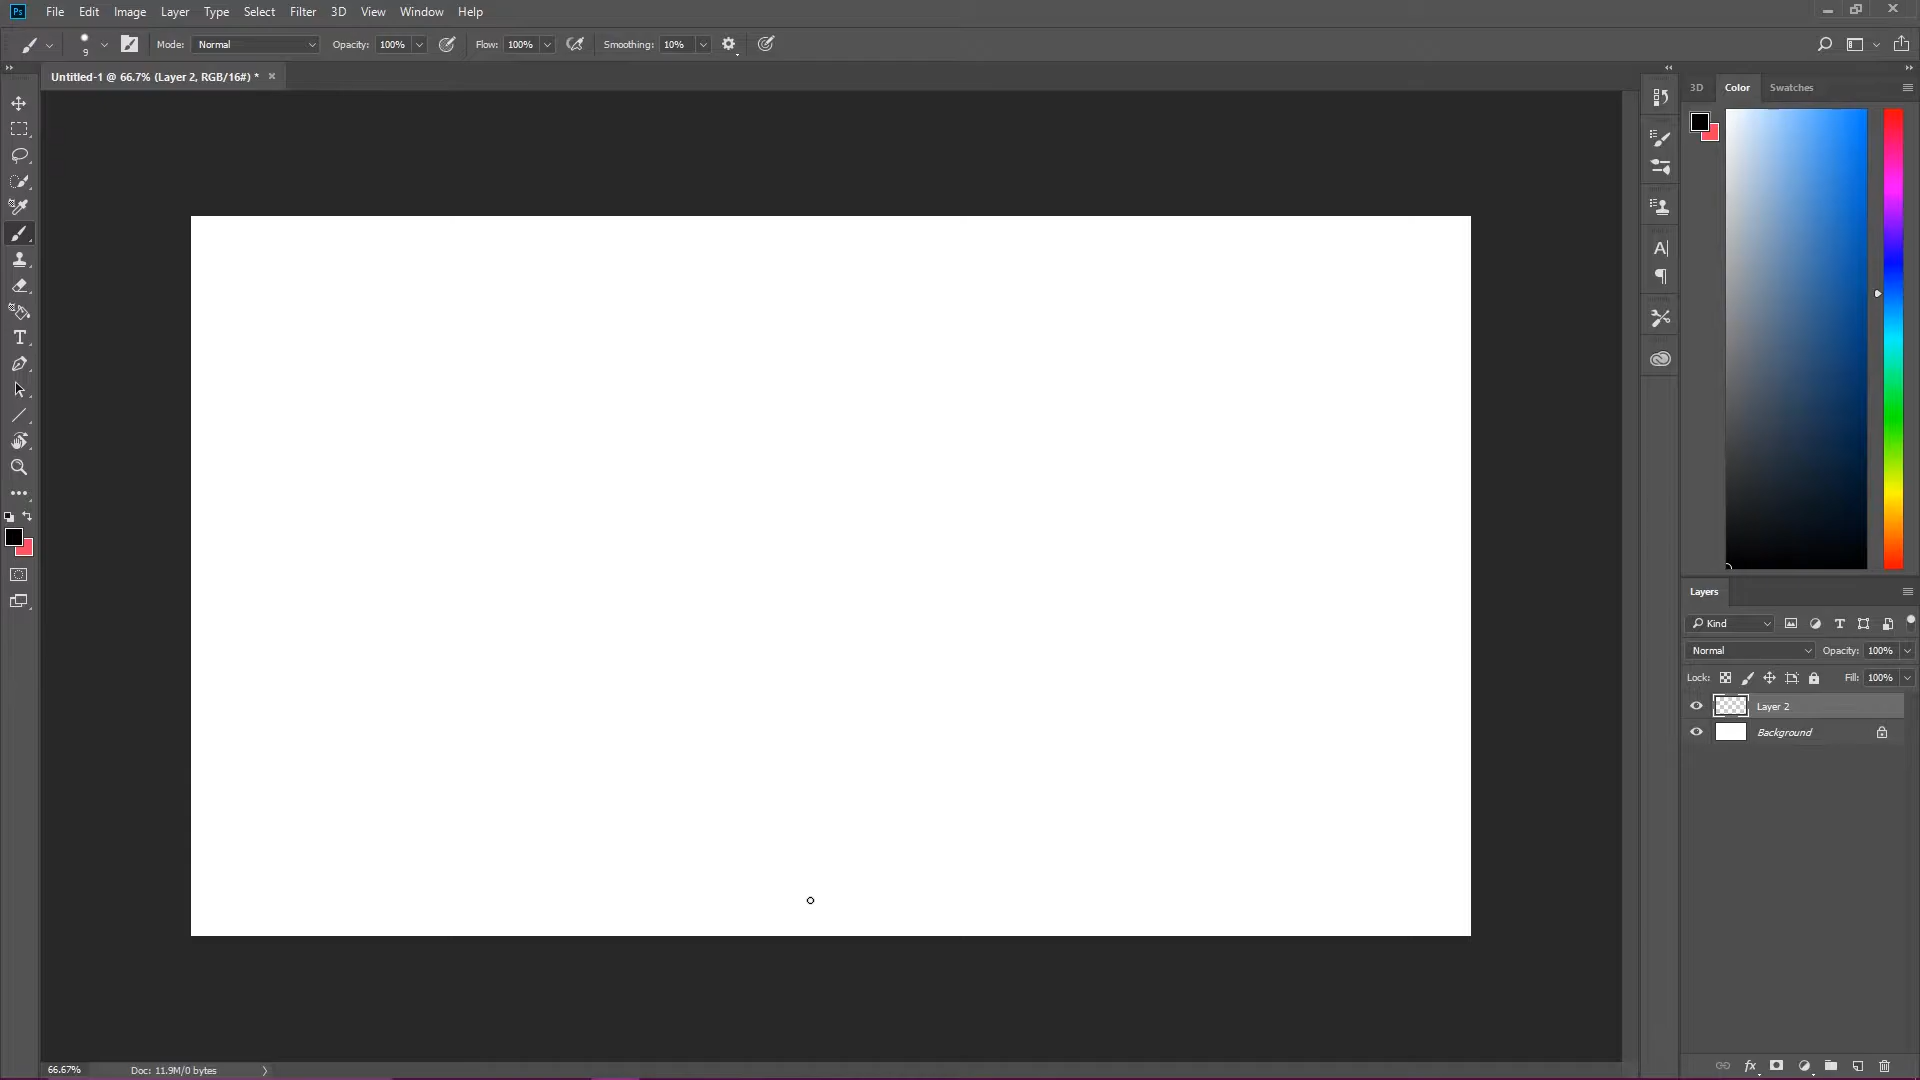 Ps File Edit Image Layer Type Select Filter 3D View Window Help
9 Mode: Normal Opacity: 100% Flow: 100% Smoothing: 10%
Untitled-1 @ 66.7% (Layer 2, RGB/16#) * ×
3D Color Swatches
Layers
Kind
Normal Opacity: 100%
Lock: Fill: 100%
Layer 2
Background
fx
66.67% Doc: 11.9M/0 bytes